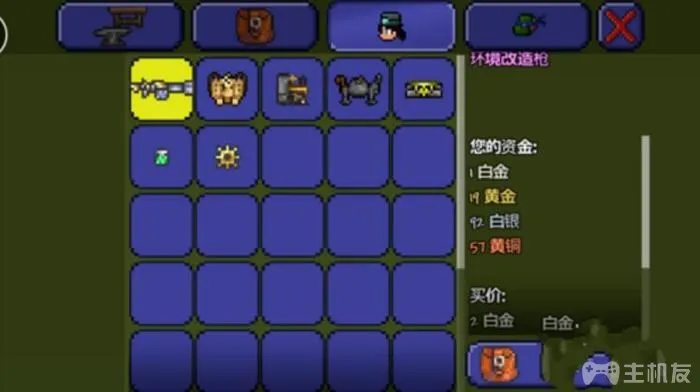 环境改造枪
您的资金:
1 白金
19 黄金
92 白银
57 黄铜
买价:
2 白金 白金,
主机友